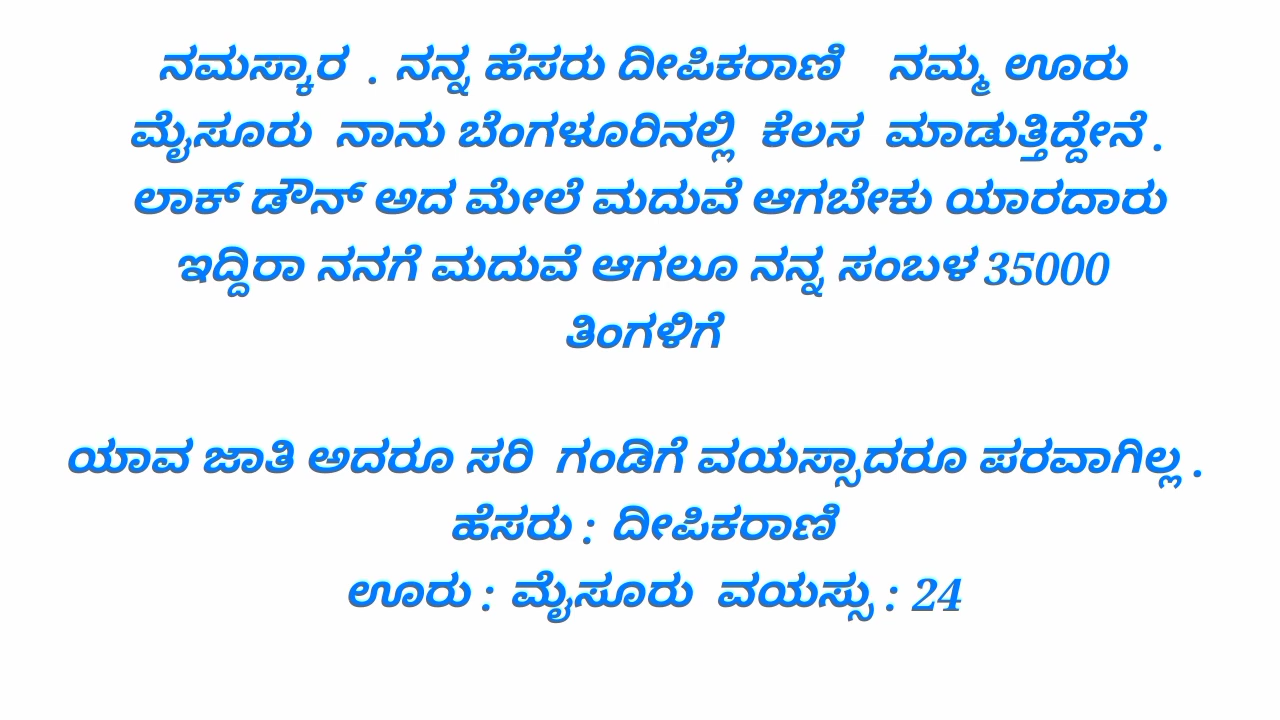 ನಮಸ್ಕಾರ . ನನ್ನ ಹೆಸರು ದೀಪಿಕರಾಣಿ ನಮ್ಮ ಊರು
ಮೈಸೂರು ನಾನು ಬೆಂಗಳೂರಿನಲ್ಲಿ ಕೆಲಸ ಮಾಡುತ್ತಿದ್ದೇನೆ .
ಲಾಕ್ ಡೌನ್ ಅದ ಮೇಲೆ ಮದುವೆ ಆಗಬೇಕು ಯಾರದಾರು
ಇದ್ದಿರಾ ನನಗೆ ಮದುವೆ ಆಗಲೂ ನನ್ನ ಸಂಬಳ 35000
ತಿಂಗಳಿಗೆ
ಯಾವ ಜಾತಿ ಅದರೂ ಸರಿ ಗಂಡಿಗೆ ವಯಸ್ಸಾದರೂ ಪರವಾಗಿಲ್ಲ .
ಹೆಸರು : ದೀಪಿಕರಾಣಿ
ಊರು : ಮೈಸೂರು ವಯಸ್ಸು : 24